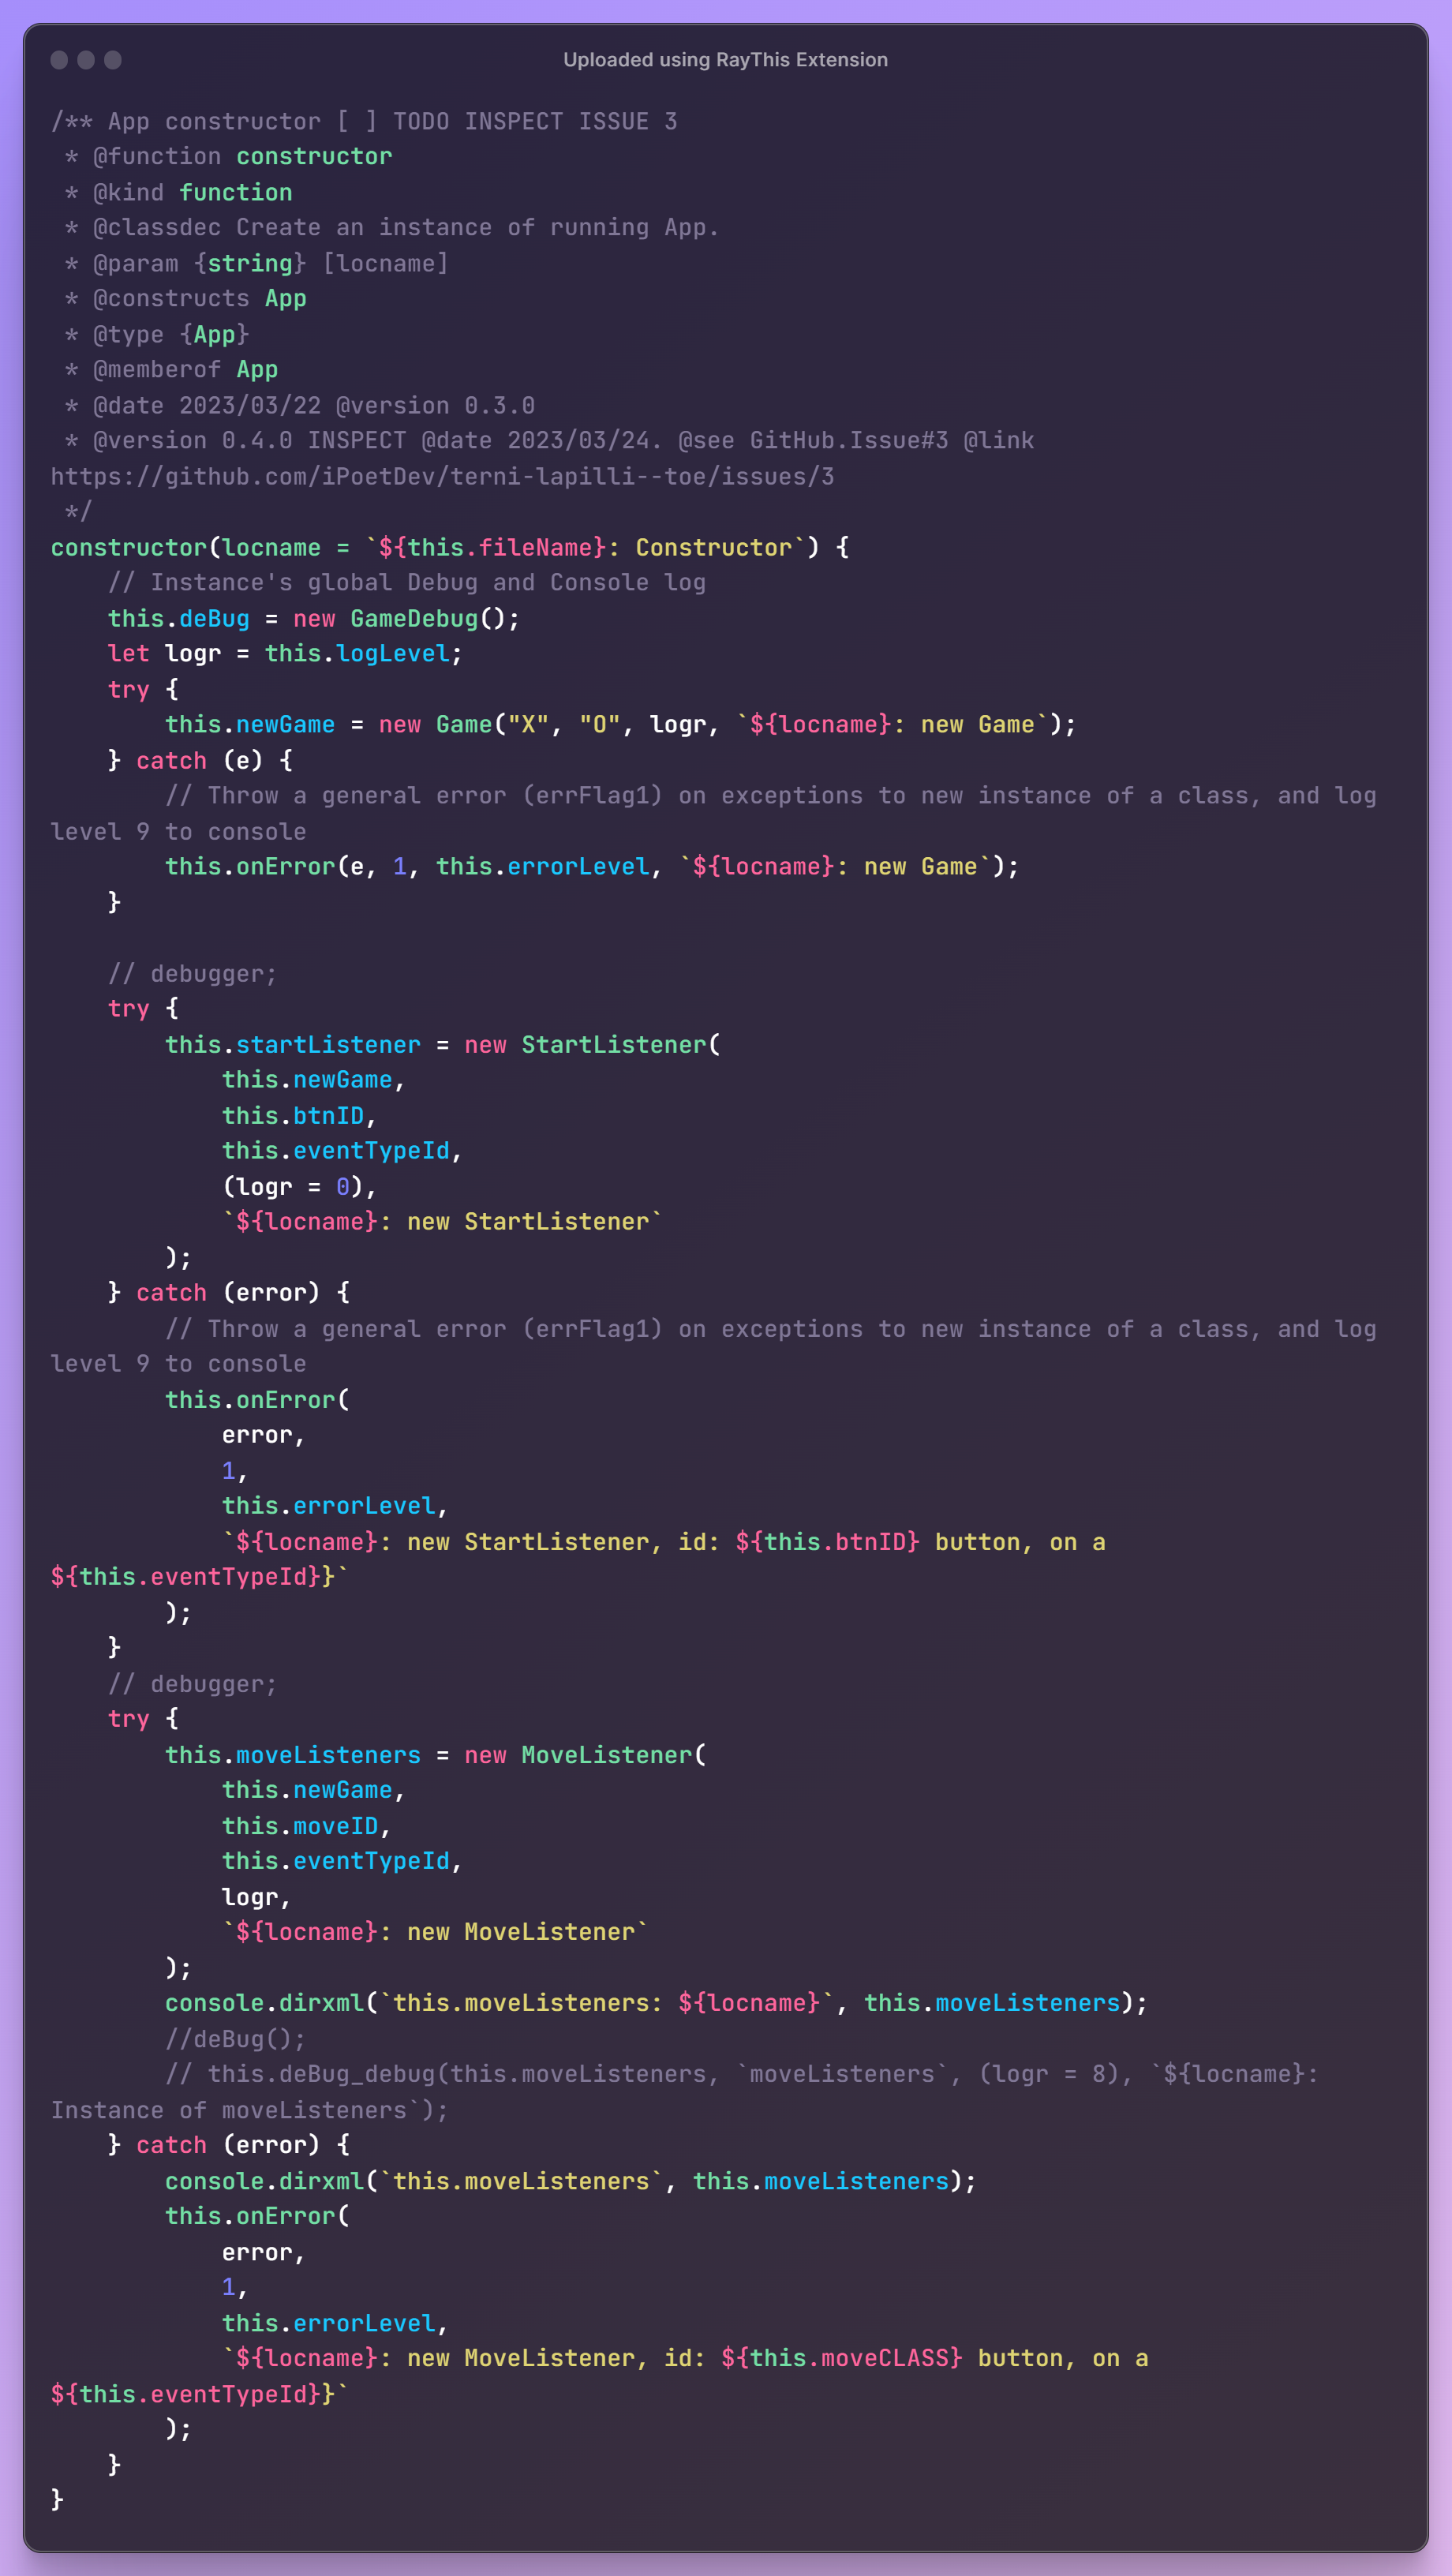 Uploaded using RayThis Extension
/** App constructor [ ] TODO INSPECT ISSUE 3
 * @function constructor
 * @kind function
 * @classdec Create an instance of running App.
 * @param {string} [locname]
 * @constructs App
 * @type {App}
 * @memberof App
 * @date 2023/03/22 @version 0.3.0
 * @version 0.4.0 INSPECT @date 2023/03/24. @see GitHub.Issue#3 @link
https://github.com/iPoetDev/terni-lapilli--toe/issues/3
 */
constructor(locname = `${this.fileName}: Constructor`) {
    // Instance's global Debug and Console log
    this.deBug = new GameDebug();
    let logr = this.logLevel;
    try {
        this.newGame = new Game("X", "O", logr, `${locname}: new Game`);
    } catch (e) {
        // Throw a general error (errFlag1) on exceptions to new instance of a class, and log
level 9 to console
        this.onError(e, 1, this.errorLevel, `${locname}: new Game`);
    }

    // debugger;
    try {
        this.startListener = new StartListener(
            this.newGame,
            this.btnID,
            this.eventTypeId,
            (logr = 0),
            `${locname}: new StartListener`
        );
    } catch (error) {
        // Throw a general error (errFlag1) on exceptions to new instance of a class, and log
level 9 to console
        this.onError(
            error,
            1,
            this.errorLevel,
            `${locname}: new StartListener, id: ${this.btnID} button, on a
${this.eventTypeId}}`
        );
    }
    // debugger;
    try {
        this.moveListeners = new MoveListener(
            this.newGame,
            this.moveID,
            this.eventTypeId,
            logr,
            `${locname}: new MoveListener`
        );
        console.dirxml(`this.moveListeners: ${locname}`, this.moveListeners);
        //deBug();
        // this.deBug_debug(this.moveListeners, `moveListeners`, (logr = 8), `${locname}:
Instance of moveListeners`);
    } catch (error) {
        console.dirxml(`this.moveListeners`, this.moveListeners);
        this.onError(
            error,
            1,
            this.errorLevel,
            `${locname}: new MoveListener, id: ${this.moveCLASS} button, on a
${this.eventTypeId}}`
        );
    }
}